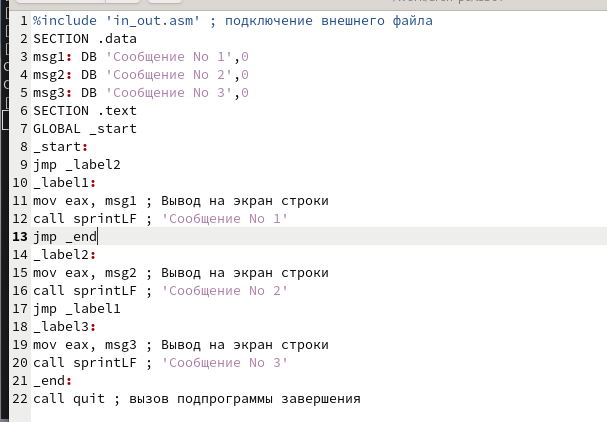 1 %include 'in_out.asm' ; подключение внешнего файла
2 SECTION .data
3 msg1: DB 'Сообщение No 1',0
4 msg2: DB 'Сообщение No 2',0
5 msg3: DB 'Сообщение No 3',0
6 SECTION .text
7 GLOBAL _start
8 _start:
9 jmp _label2
10 _label1:
11 mov eax, msg1 ; Вывод на экран строки
12 call sprintLF ; 'Сообщение No 1'
13 jmp _end
14 _label2:
15 mov eax, msg2 ; Вывод на экран строки
16 call sprintLF ; 'Сообщение No 2'
17 jmp _label1
18 _label3:
19 mov eax, msg3 ; Вывод на экран строки
20 call sprintLF ; 'Сообщение No 3'
21 _end:
22 call quit ; вызов подпрограммы завершения